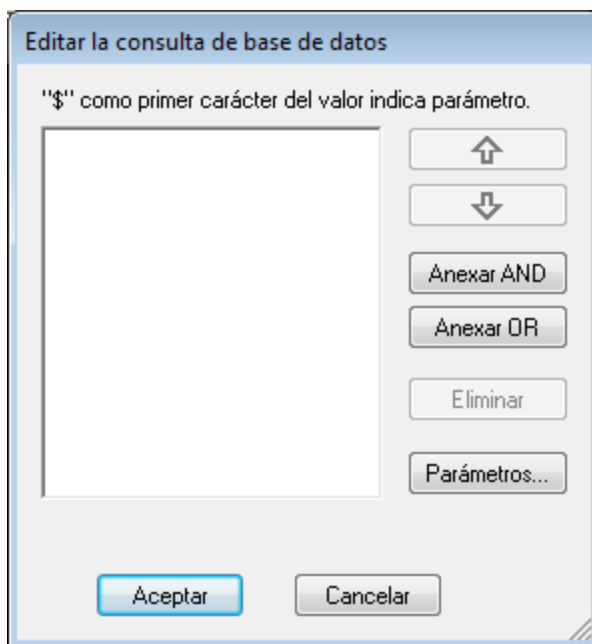 Editar la consulta de base de datos
"$" como primer carácter del valor indica parámetro.
Anexar AND
Anexar OR
Eliminar
Parámetros...
Aceptar
Cancelar